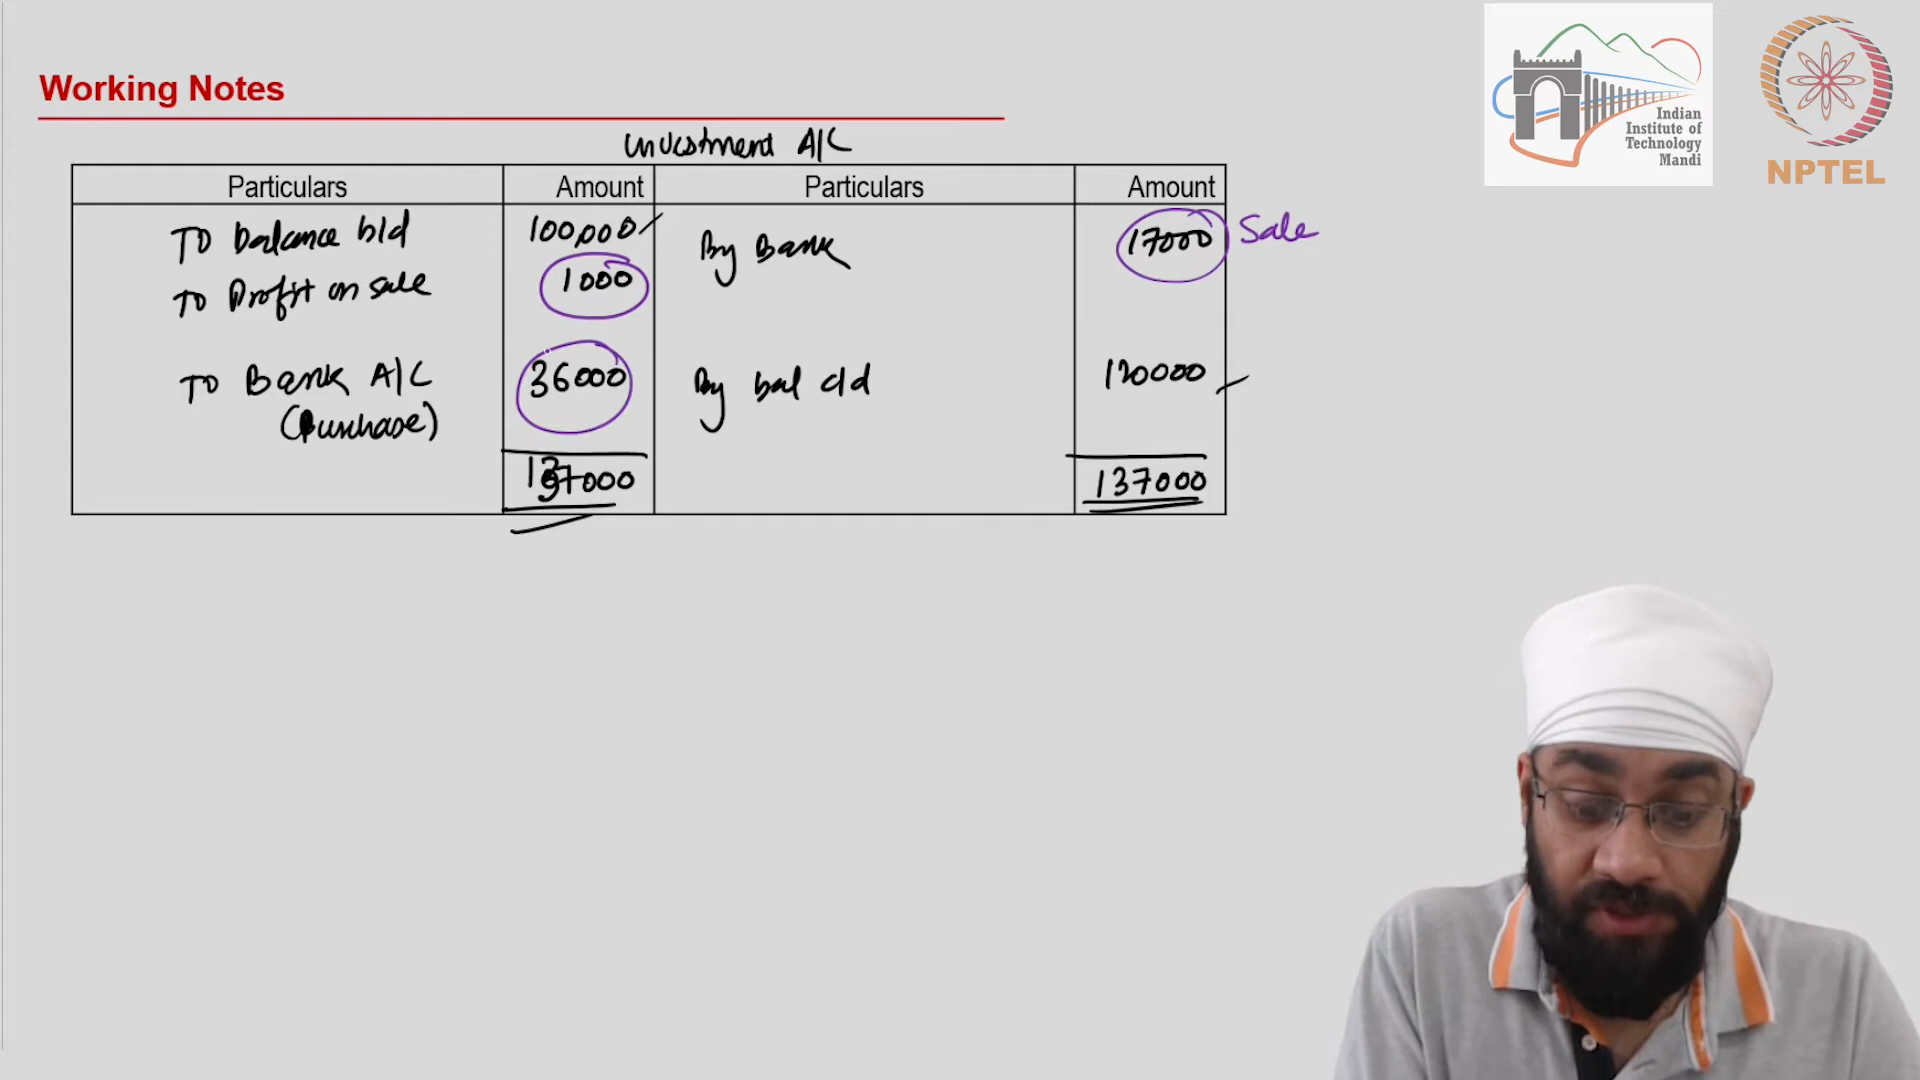 Working Notes
Indian
Institute of
Technology
Mandi
NPTEL
Investment A/C
Particulars Amount Particulars Amount
To balance b/d 100,000 By Bank 17000 Sale
To Profit on sale 1000
To Bank A/C 36000 By bal c/d 120000
(Purchase)
137000 137000